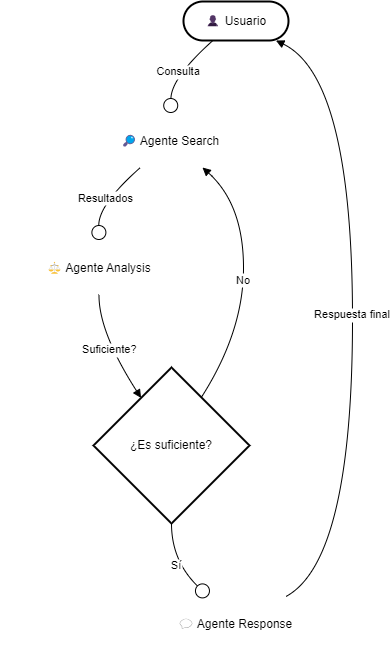 👤 Usuario
Consulta
🔎 Agente Search
Resultados
⚖️ Agente Analysis
No
Respuesta final
Suficiente?
¿Es suficiente?
Sí
💬 Agente Response